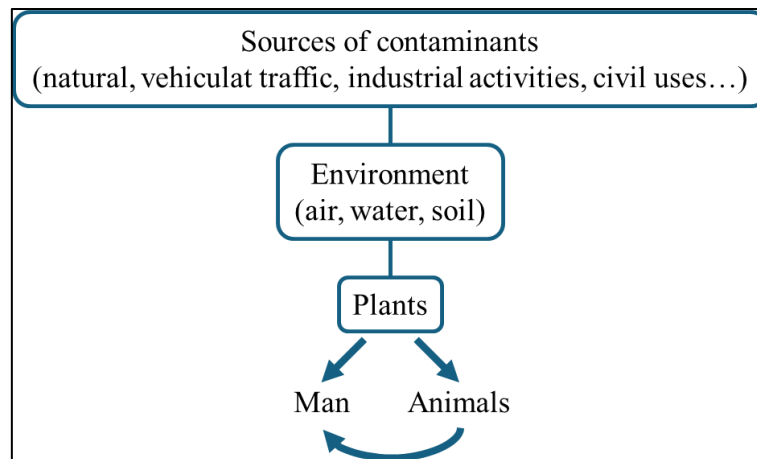 Sources of contaminants
(natural, vehiculat traffic, industrial activities, civil uses…)
Environment
(air, water, soil)
Plants
Man Animals